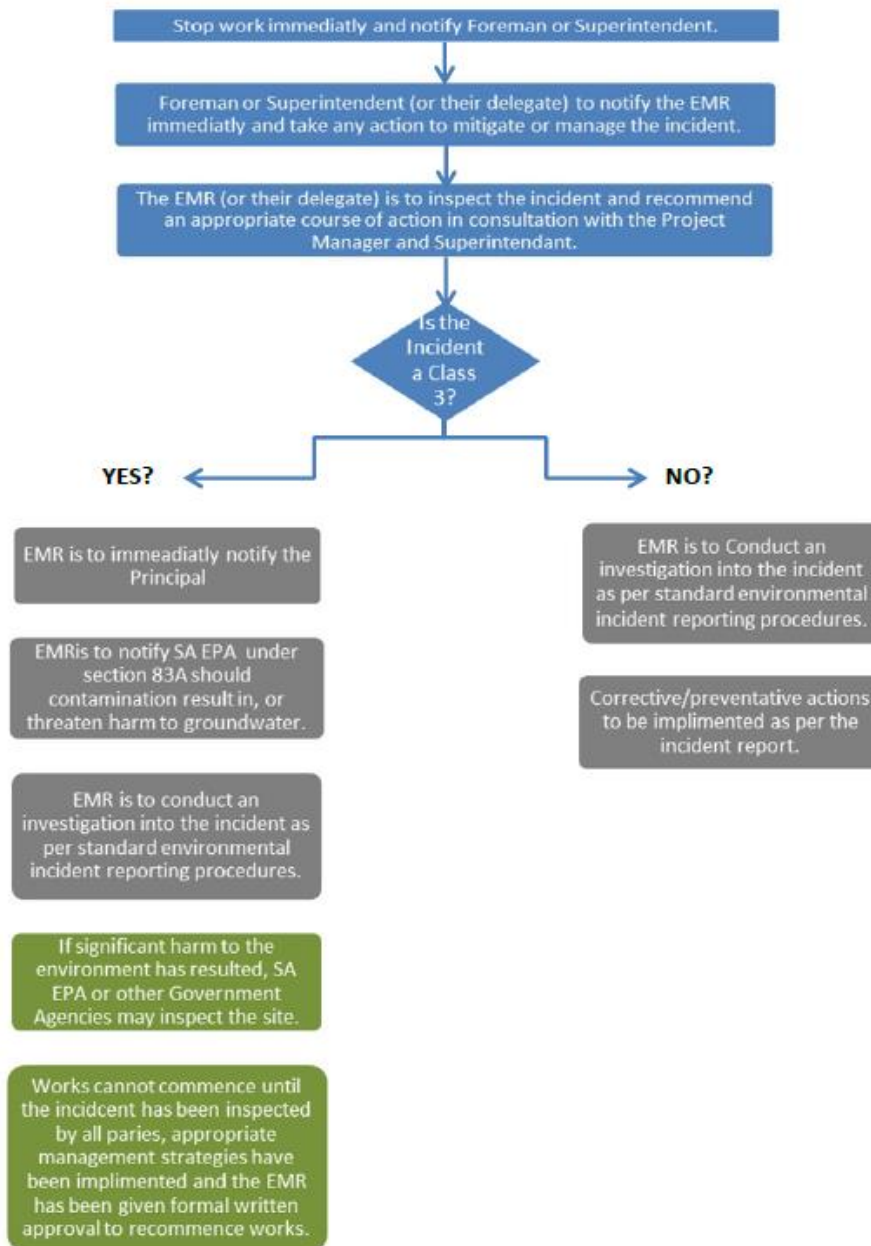 Stop work immediatly and notify Foreman or Superintendent.
Foreman or Superintendent (or their delegate) to notify the EMR
immediatly and take any action to mitigate or manage the incident.
The EMR (or their delegate) is to inspect the incident and recommend
an appropriate course of action in consultation with the Project
Manager and Superintendant.
Is the
Incident
a Class
3?
YES?
NO?
EMR is to immeadiatly notify the
Principal
EMRis to notify SA EPA under
section 83A should
contamination result in, or
threaten harm to groundwater.
EMR is to conduct an
investigation into the incident as
per standard environmental
incident reporting procedures.
If significant harm to the
environment has resulted, SA
EPA or other Government
Agencies may inspect the site.
Works cannot commence until
the incidcent has been inspected
by all paries, appropriate
management strategies have
been implimented and the EMR
has been given formal written
approval to recommence works.
EMR is to Conduct an
investigation into the incident
as per standard environmental
incident reporting procedures.
Corrective/preventative actions
to be implimented as per the
incident report.